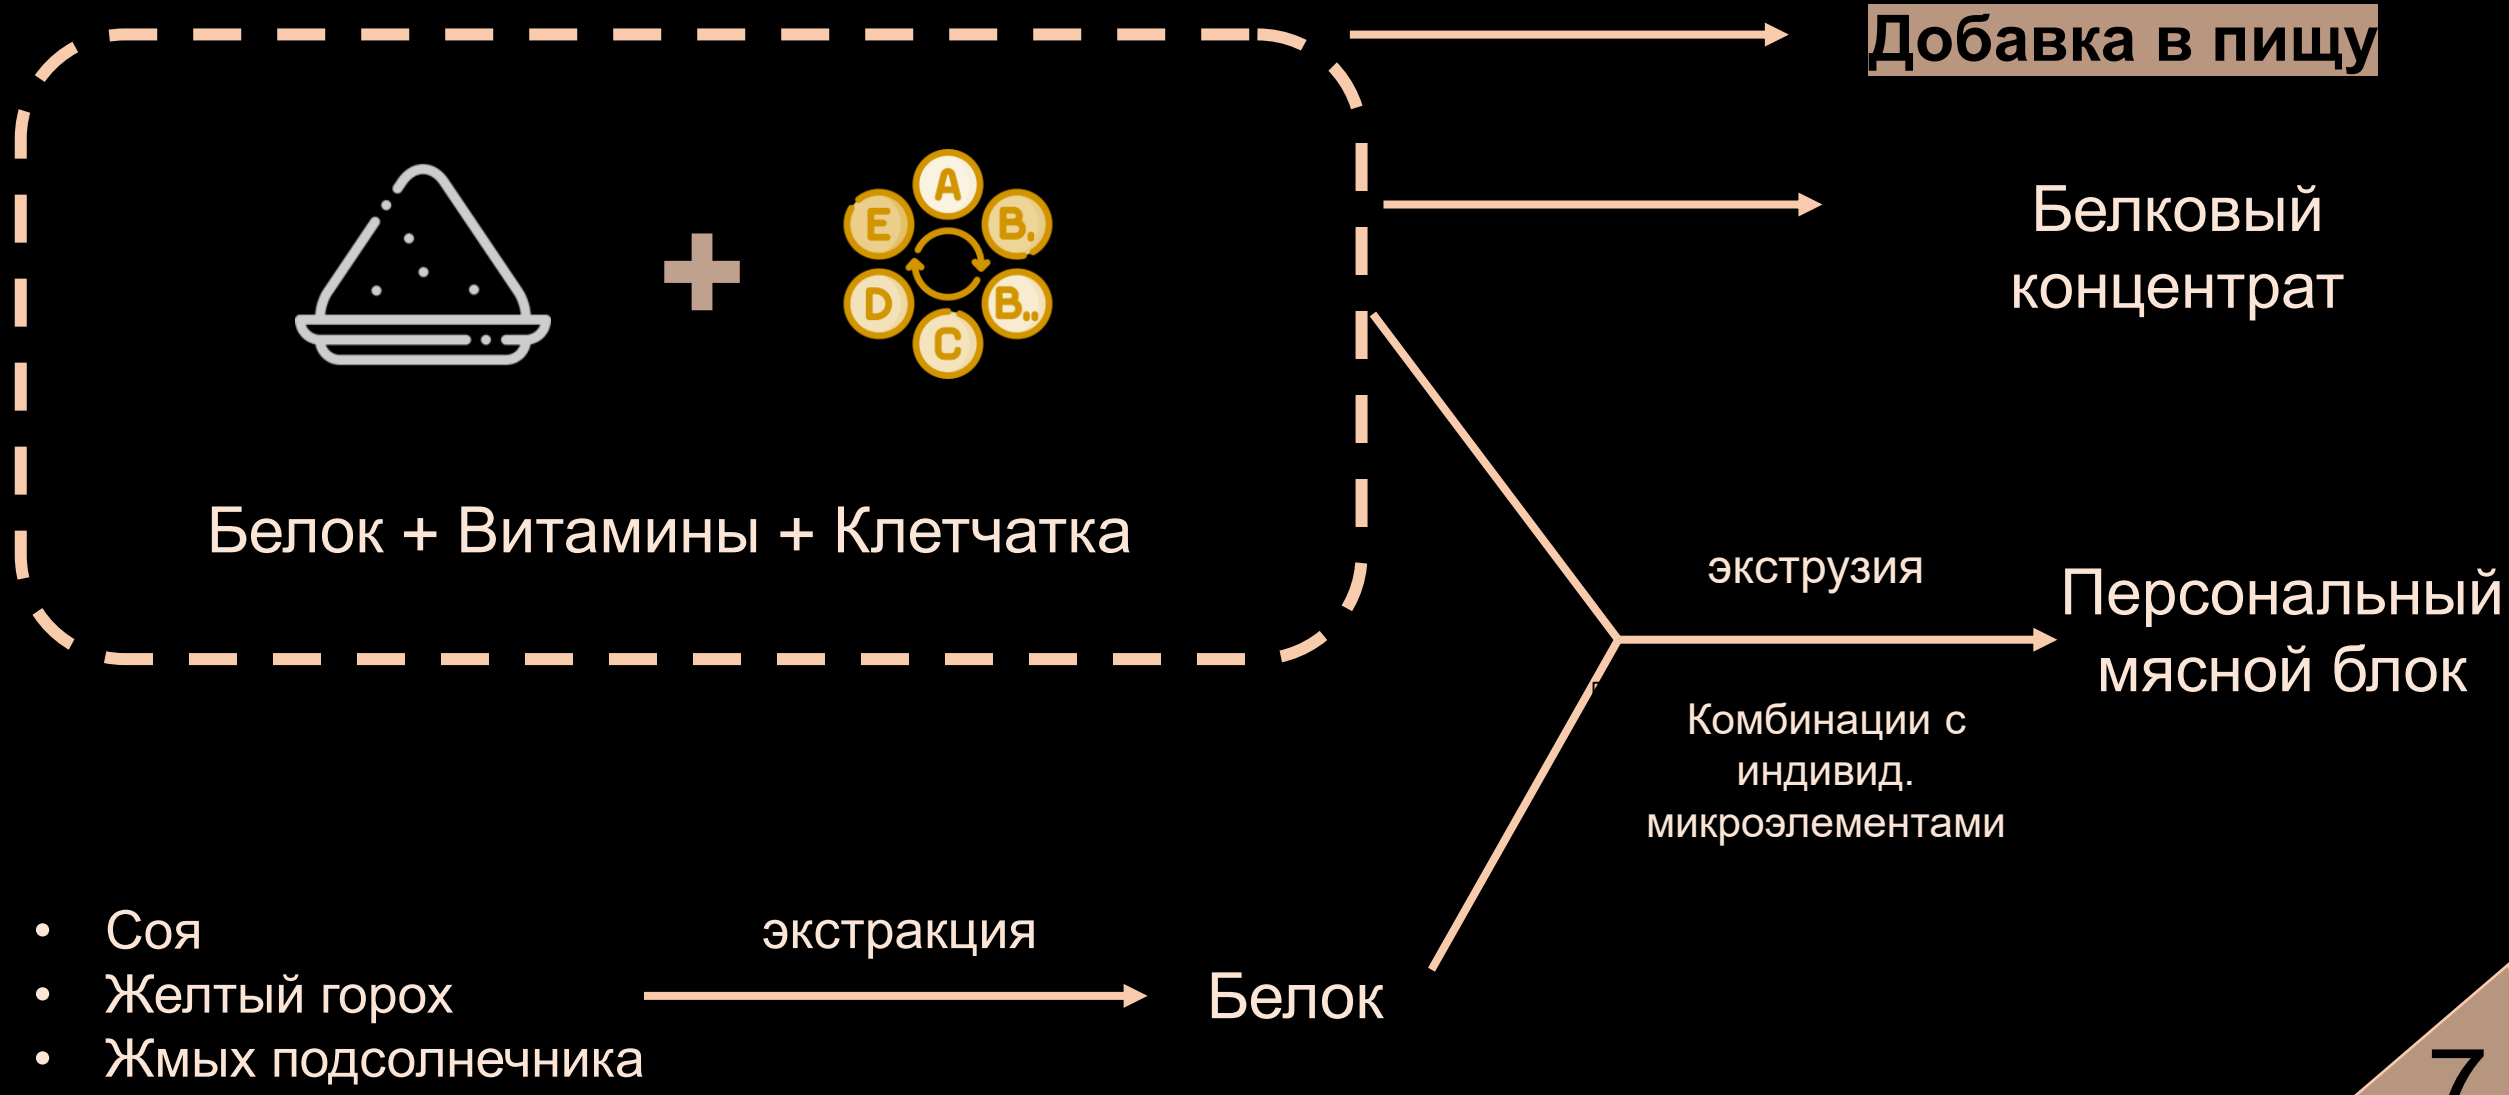 Добавка в пищу
A
E
B.
D
B..
C
Белковый
концентрат
Белок + Витамины + Клетчатка
экструзия
Персональный
мясной блок
Комбинации с
индивид.
микроэлементами
• Соя
• Желтый горох
• Жмых подсолнечника
экстракция
Белок
7